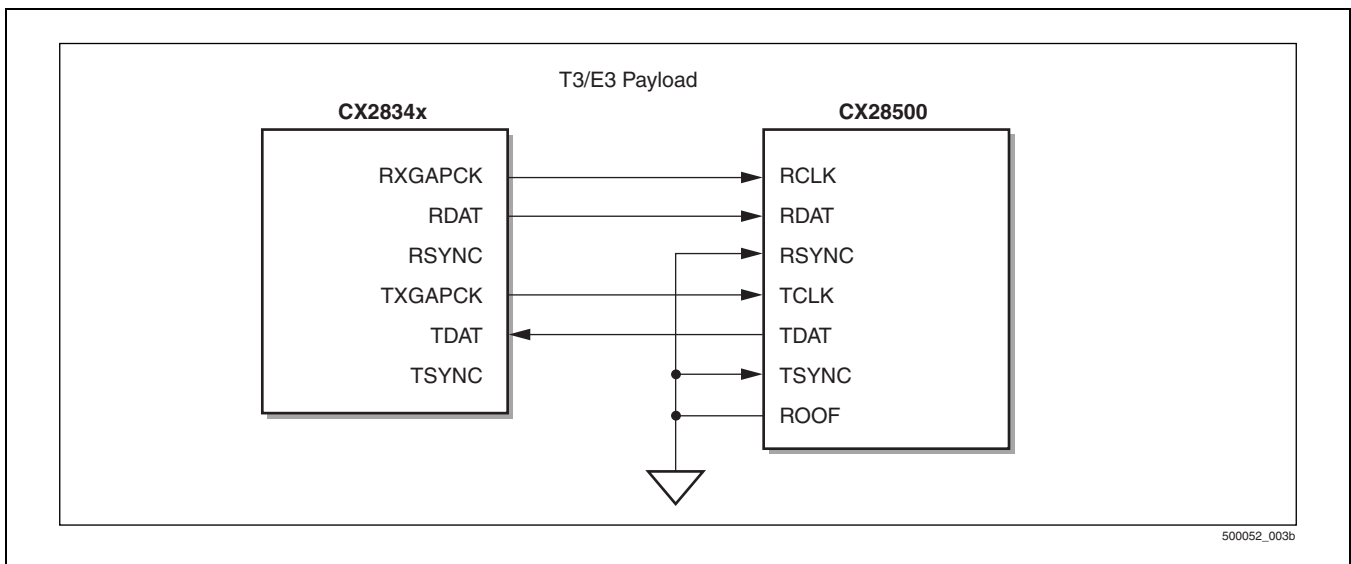 T3/E3 Payload
CX2834x
CX28500
RXGAPCK
RCLK
RDAT
RDAT
RSYNC
RSYNC
TXGAPCK
TCLK
TDAT
TDAT
TSYNC
TSYNC
ROOF
500052_003b